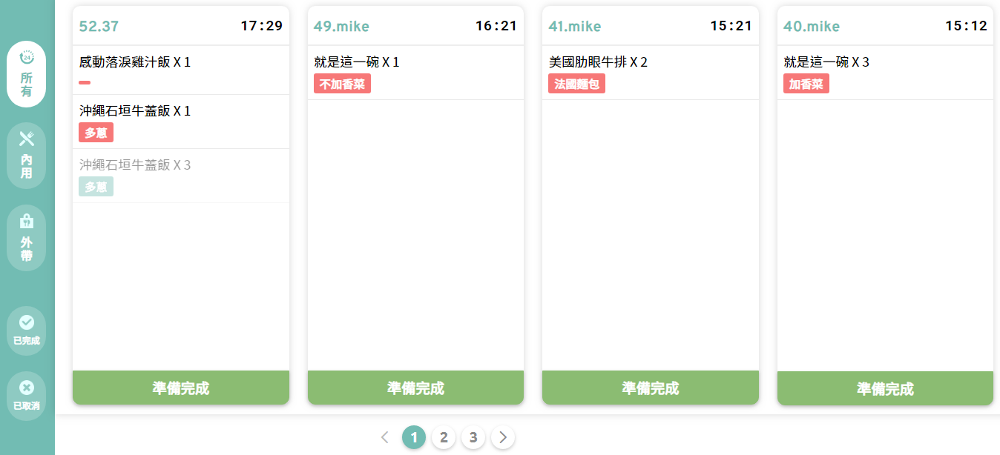 24
所
有
內
用
外
帶
已完成
已取消
52.37 17:29
感動落淚雞汁飯 X 1
沖繩石垣牛蓋飯 X 1
多蔥
沖繩石垣牛蓋飯 X 3
多蔥
準備完成
49.mike 16:21
就是這一碗 X 1
不加香菜
準備完成
41.mike 15:21
美國肋眼牛排 X 2
法國麵包
準備完成
40.mike 15:12
就是這一碗 X 3
加香菜
準備完成
1 2 3